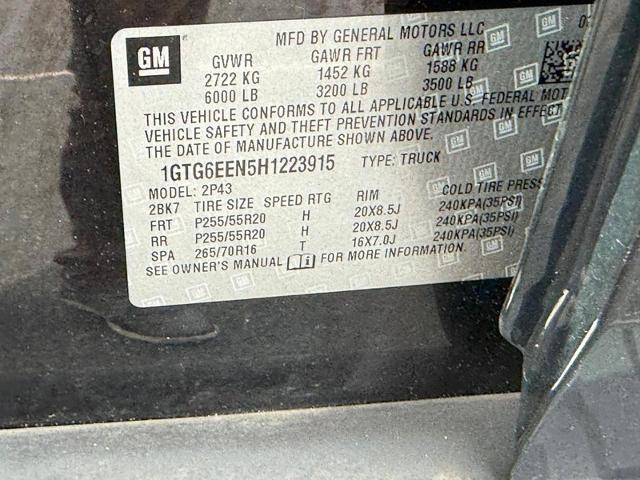 GM
MFD BY GENERAL MOTORS LLC
GVWR GAWR FRT GAWR RR
2722 KG 1452 KG 1588 KG
6000 LB 3200 LB 3500 LB
THIS VEHICLE CONFORMS TO ALL APPLICABLE U.S. FEDERAL MOT
VEHICLE SAFETY AND THEFT PREVENTION STANDARDS IN EFFECT
THE DATE OF MANUFACTURE SHOWN ABOVE.
1GTG6EEN5H1223915 TYPE: TRUCK
MODEL: 2P43
2BK7 TIRE SIZE SPEED RTG RIM COLD TIRE PRESS
FRT P255/55R20 H 20X8.5J 240KPA(35PSI)
RR P255/55R20 H 20X8.5J 240KPA(35PSI)
SPA 265/70R16 T 16X7.0J 240KPA(35PSI)
SEE OWNER'S MANUAL FOR MORE INFORMATION.